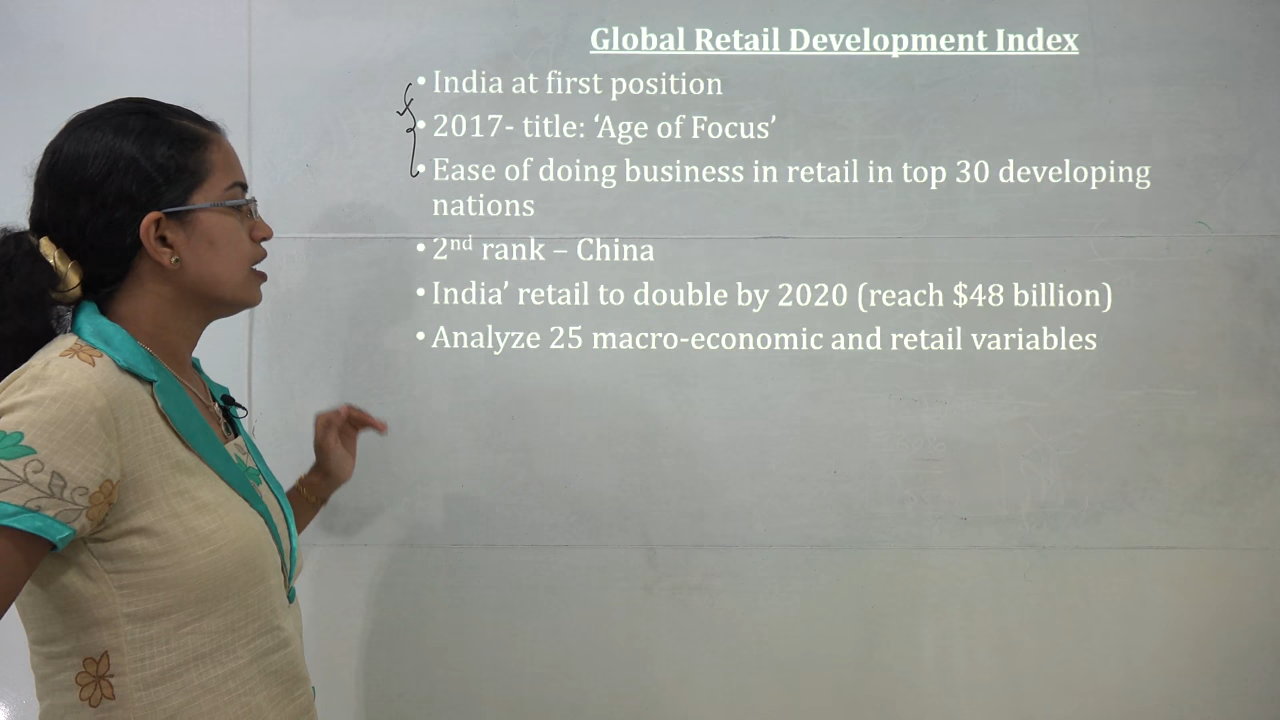 Global Retail Development Index
• India at first position
• 2017- title: ‘Age of Focus’
• Ease of doing business in retail in top 30 developing
nations
• 2nd rank – China
• India’ retail to double by 2020 (reach $48 billion)
• Analyze 25 macro-economic and retail variables